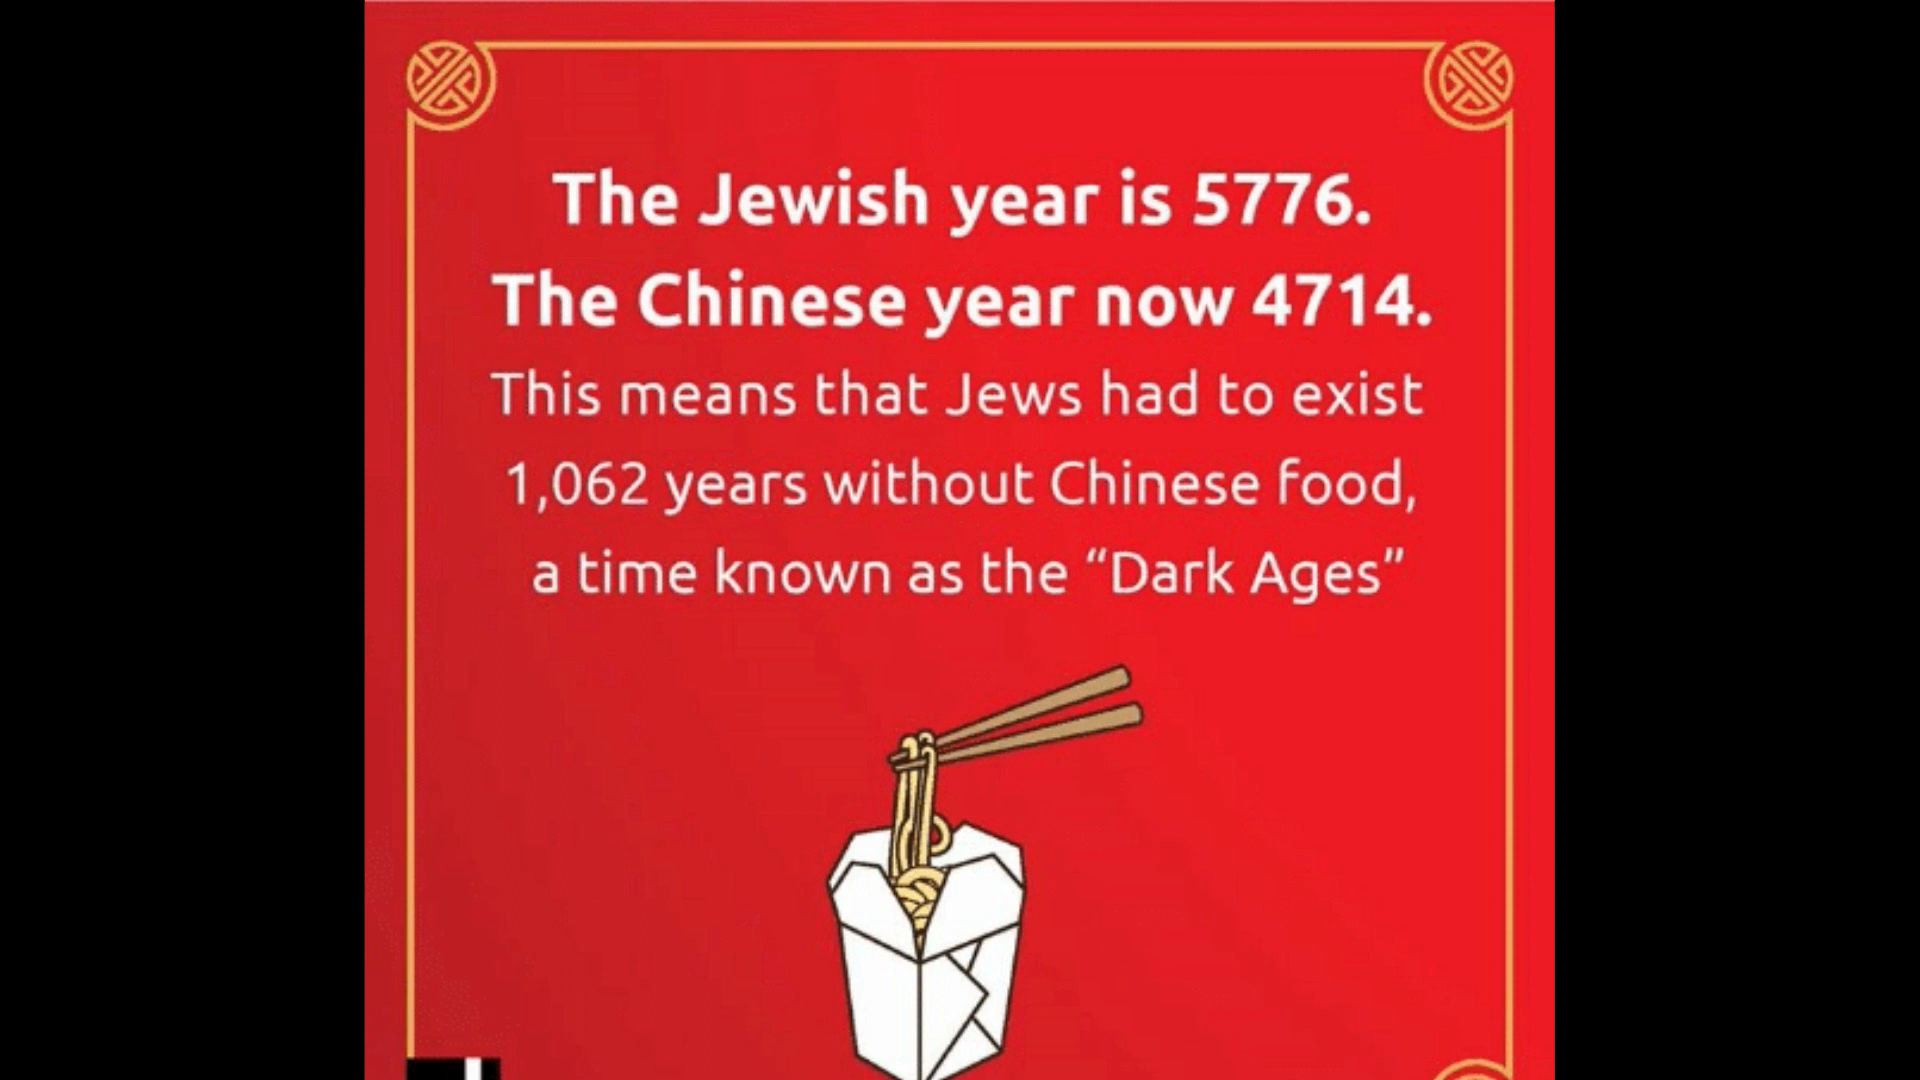 The Jewish year is 5776.
The Chinese year now 4714.
This means that Jews had to exist
1,062 years without Chinese food,
a time known as the “Dark Ages”